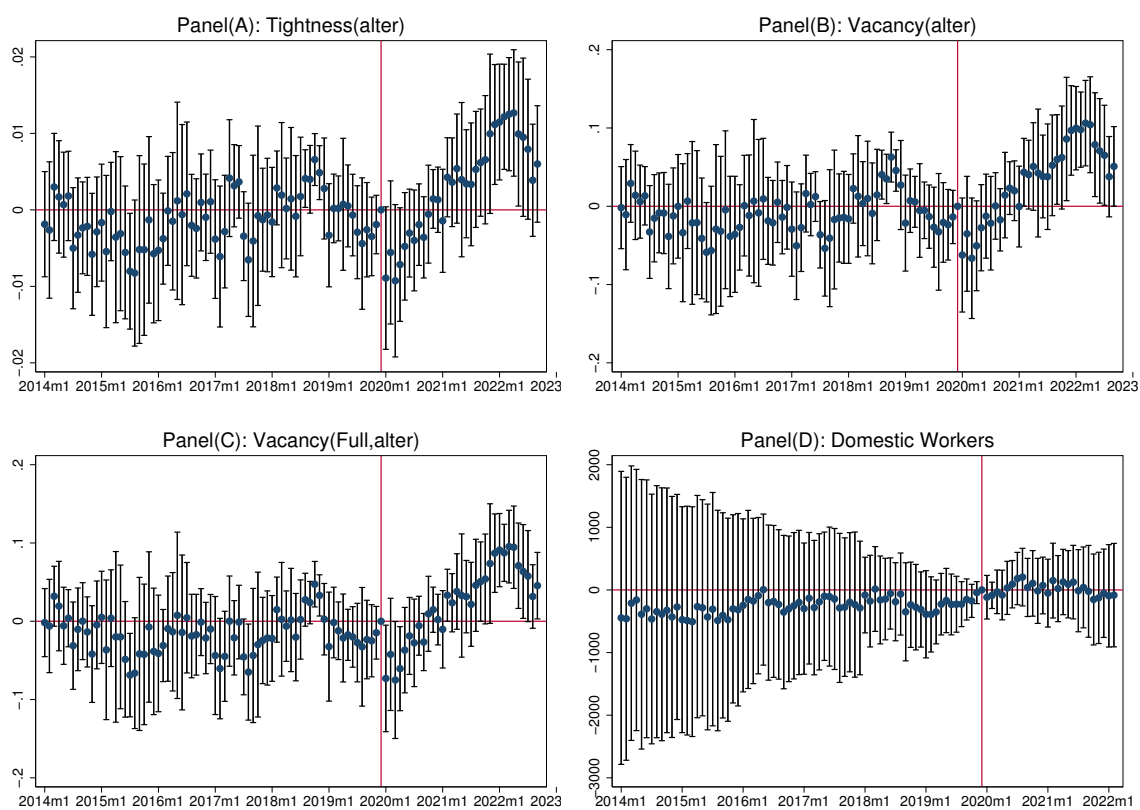 Panel(A): Tightness(alter)
.02
.01
0
-.01
-.02
2014m1 2015m1 2016m1 2017m1 2018m1 2019m1 2020m1 2021m1 2022m1 2023
Panel(B): Vacancy(alter)
.2
.1
0
-.1
-.2
2014m1 2015m1 2016m1 2017m1 2018m1 2019m1 2020m1 2021m1 2022m1 2023
Panel(C): Vacancy(Full,alter)
.2
.1
0
-.1
-.2
2014m1 2015m1 2016m1 2017m1 2018m1 2019m1 2020m1 2021m1 2022m1 2023
Panel(D): Domestic Workers
2000
1000
0
-1000
-2000
-3000
2014m1 2015m1 2016m1 2017m1 2018m1 2019m1 2020m1 2021m1 2022m1